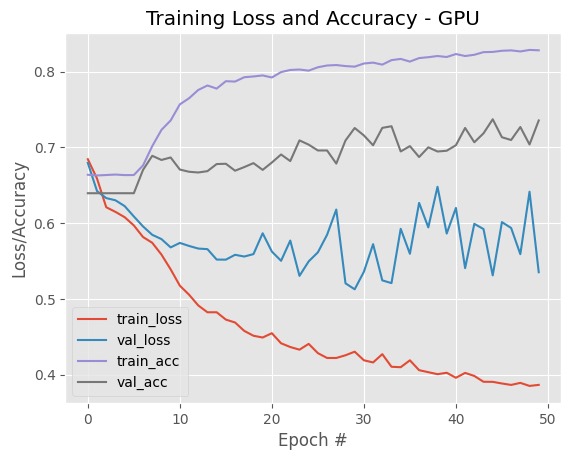 Training Loss and Accuracy - GPU
Loss/Accuracy
0.8
0.7
0.6
0.5
0.4
train_loss
val_loss
train_acc
val_acc
0 10 20 30 40 50
Epoch #